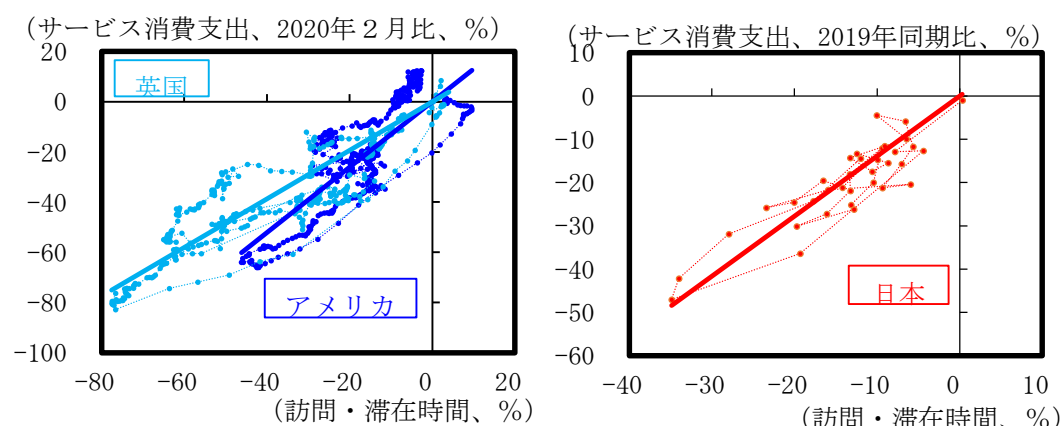 (サービス消費支出、2020年２月比、%)
20
0
-20
-40
-60
-80
-100
英国
アメリカ
-80 -60 -40 -20 0 20
(訪問・滞在時間、%)
(サービス消費支出、2019年同期比、%)
10
0
-10
-20
-30
-40
-50
-60
日本
-40 -30 -20 -10 0 10
(訪問・滞在時間、%)